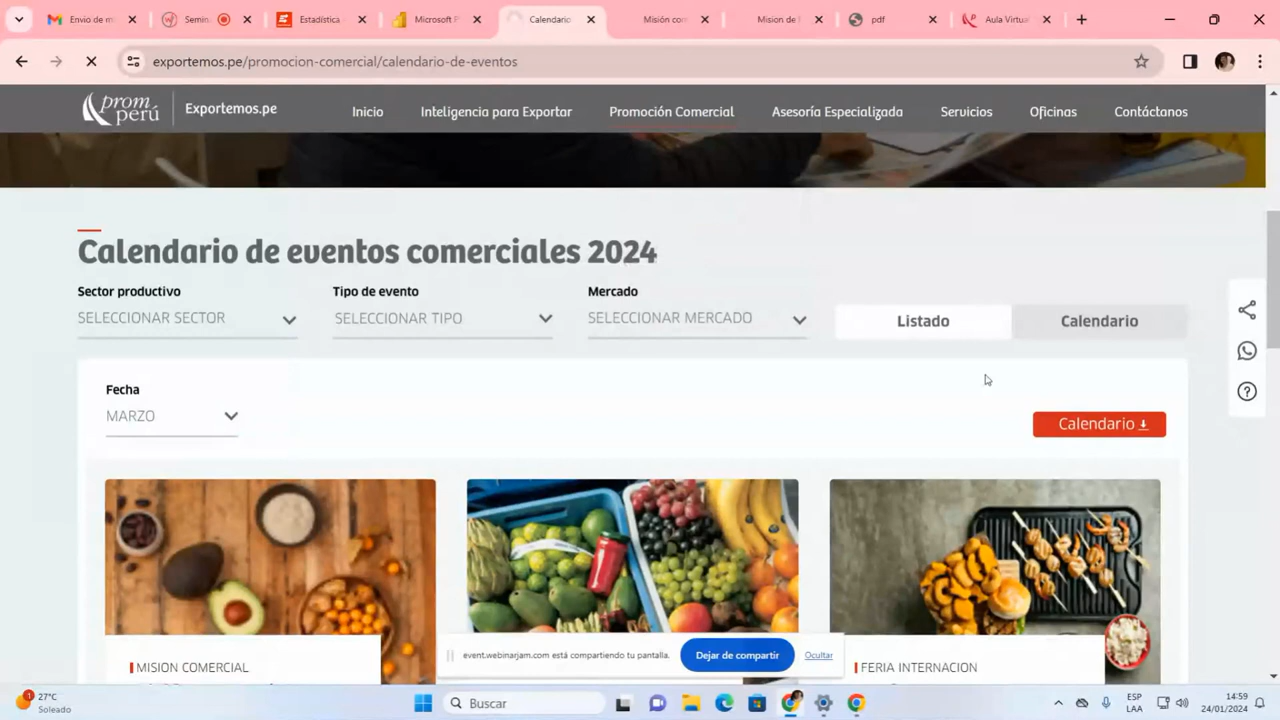 Envio de m
Semin
Estadística
Microsoft P
Calendario
Misión co
Mision de
pdf
Aula Virtua
exportemos.pe/promocion-comercial/calendario-de-eventos
prom
perú
Exportemos.pe
Inicio
Inteligencia para Exportar
Promoción Comercial
Asesoría Especializada
Servicios
Oficinas
Contáctanos
Calendario de eventos comerciales 2024
Sector productivo
SELECCIONAR SECTOR
Tipo de evento
SELECCIONAR TIPO
Mercado
SELECCIONAR MERCADO
Listado
Calendario
Fecha
MARZO
Calendario
MISION COMERCIAL
FERIA INTERNACION
event.webinarjam.com está compartiendo tu pantalla.
Dejar de compartir
Ocultar
27°C
Soleado
Buscar
ESP
LAA
14:59
24/01/2024